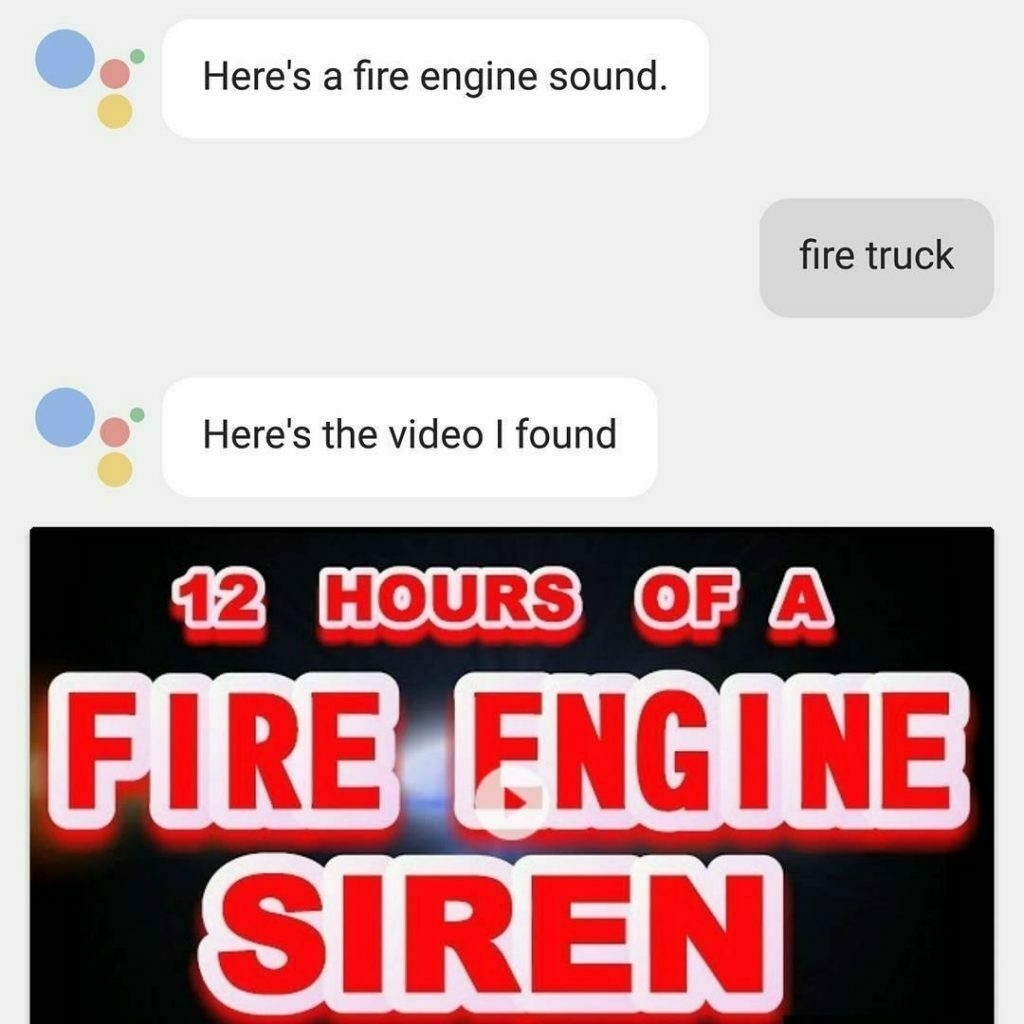 Here's a fire engine sound.
fire truck
Here's the video I found
12 HOURS OF A
FIRE ENGINE
SIREN